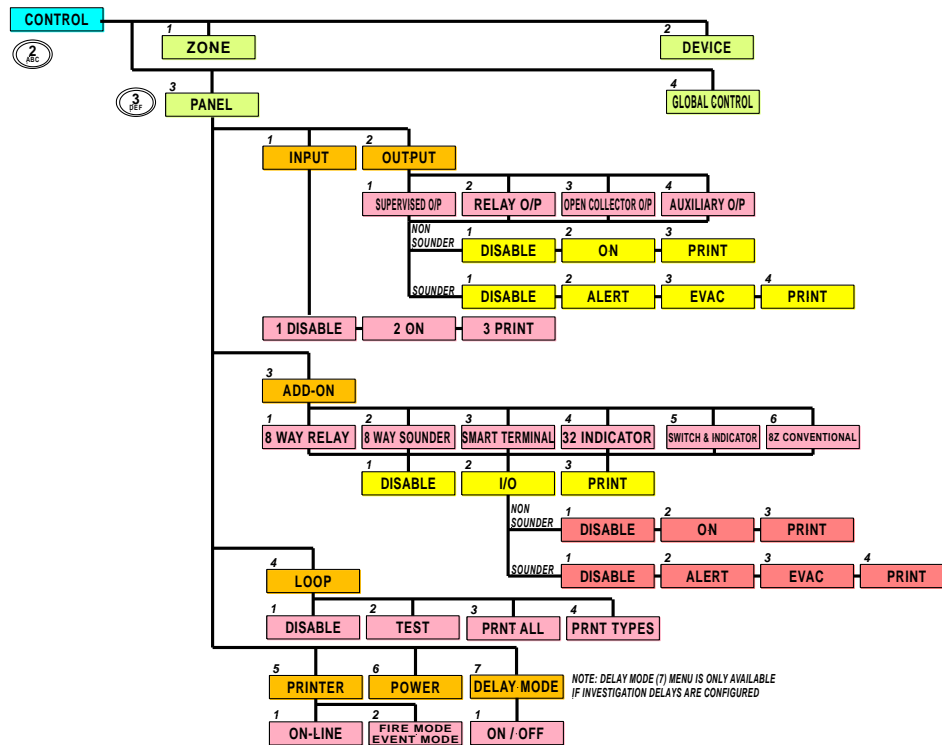 CONTROL
2
ABC
1
ZONE
2
DEVICE
3
DEF
3
PANEL
4
GLOBAL CONTROL
1
INPUT
2
OUTPUT
1
SUPERVISED O/P
2
RELAY O/P
3
OPEN COLLECTOR O/P
4
AUXILIARY O/P
NON
SOUNDER
1
DISABLE
2
ON
3
PRINT
SOUNDER
1
DISABLE
2
ALERT
3
EVAC
4
PRINT
1 DISABLE
2 ON
3 PRINT
3
ADD-ON
1
8 WAY RELAY
2
8 WAY SOUNDER
3
SMART TERMINAL
4
32 INDICATOR
5
SWITCH & INDICATOR
6
8Z CONVENTIONAL
1
DISABLE
2
I/O
3
PRINT
NON
SOUNDER
1
DISABLE
2
ON
3
PRINT
SOUNDER
1
DISABLE
2
ALERT
3
EVAC
4
PRINT
4
LOOP
1
DISABLE
2
TEST
3
PRNT ALL
4
PRNT TYPES
5
PRINTER
6
POWER
7
DELAY MODE
NOTE: DELAY MODE (7) MENU IS ONLY AVAILABLE
IF INVESTIGATION DELAYS ARE CONFIGURED
1
ON-LINE
2
FIRE MODE
EVENT MODE
1
ON / OFF